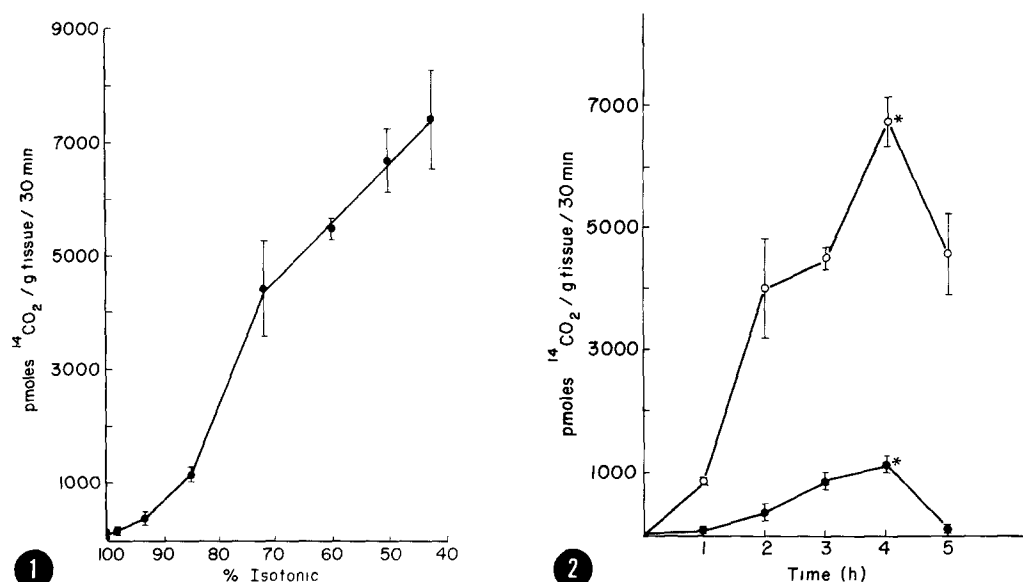 9000
7000
5000
3000
1000
pmoles ¹⁴CO₂ / g tissue / 30 min
100 90 80 70 60 50 40
% Isotonic
1
7000
5000
3000
1000
pmoles ¹⁴CO₂ / g tissue / 30 min
*
*
1 2 3 4 5
Time (h)
2